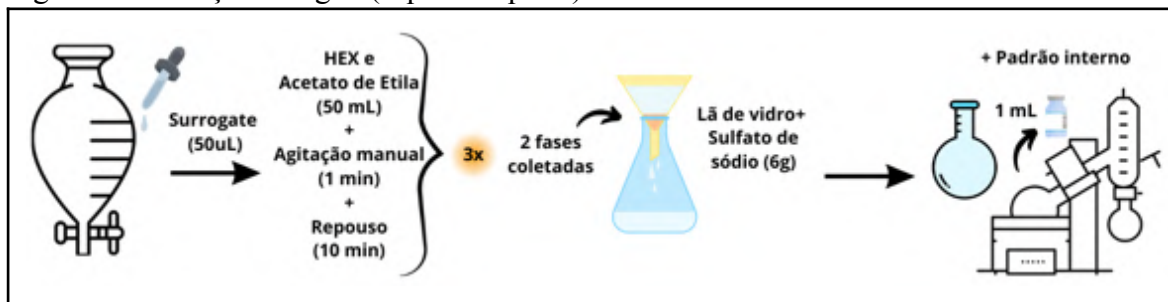 Surrogate
(50uL)
HEX e
Acetato de Etila
(50 mL)
+
Agitação manual
(1 min)
+
Repouso
(10 min)
3x
2 fases
coletadas
Lã de vidro+
Sulfato de
sódio (6g)
+ Padrão interno
1 mL